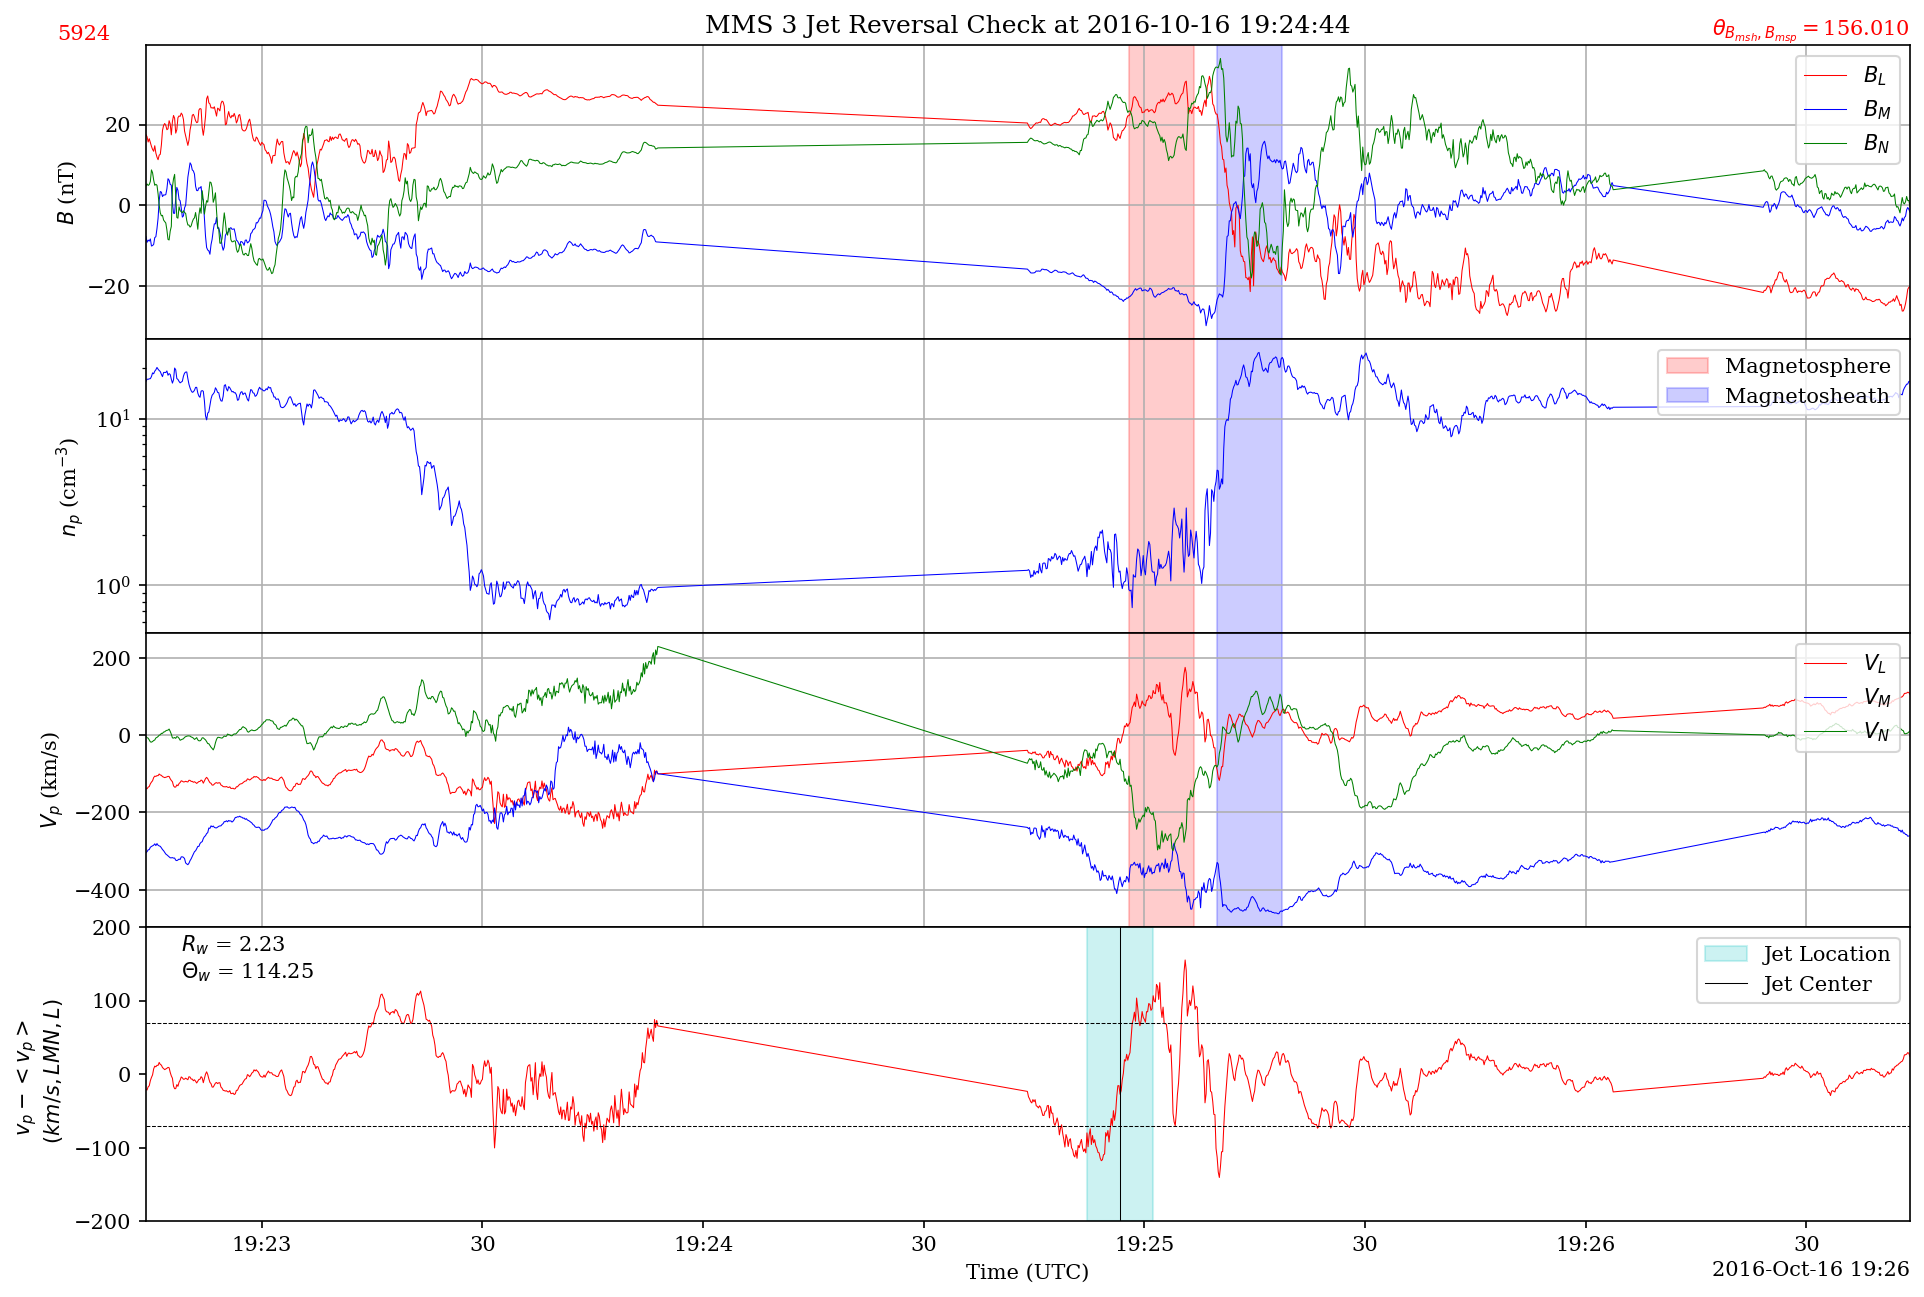 MMS 3 Jet Reversal Check at 2016-10-16 19:24:44
5924
θ_{B_{msh}, B_{msp}} = 156.010
B (nT)
20
0
−20
B_L
B_M
B_N
n_p (cm^{−3})
10^1
10^0
Magnetosphere
Magnetosheath
V_p (km/s)
200
0
−200
−400
V_L
V_M
V_N
v_p − < v_p >
(km/s, LMN, L)
200
100
0
−100
−200
R_w = 2.23
Θ_w = 114.25
Jet Location
Jet Center
19:23 30 19:24 30 19:25 30 19:26 30
Time (UTC)
2016-Oct-16 19:26